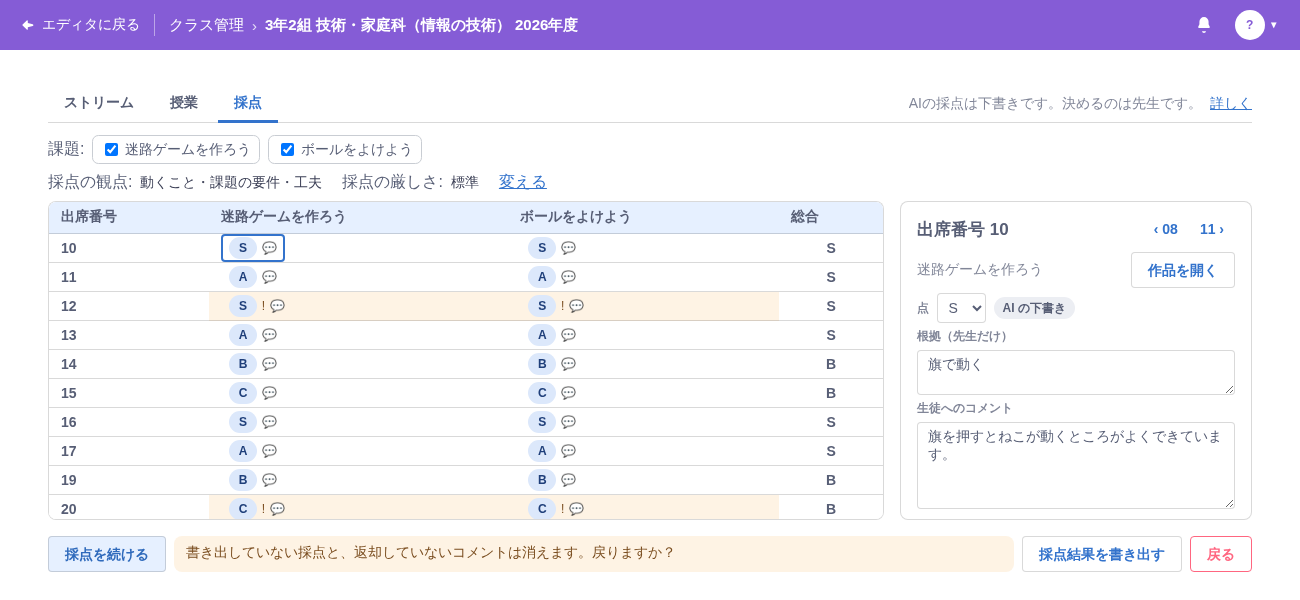 エディタに戻る クラス管理 › 3年2組 技術・家庭科（情報の技術） 2026年度 ? ▾
ストリーム 授業 採点 AIの採点は下書きです。決めるのは先生です。 詳しく
課題: 迷路ゲームを作ろう ボールをよけよう
採点の観点: 動くこと・課題の要件・工夫 採点の厳しさ: 標準 変える
出席番号 迷路ゲームを作ろう ボールをよけよう 総合
10 S 💬 S 💬 S
11 A 💬 A 💬 S
12 S ! 💬 S ! 💬 S
13 A 💬 A 💬 S
14 B 💬 B 💬 B
15 C 💬 C 💬 B
16 S 💬 S 💬 S
17 A 💬 A 💬 S
19 B 💬 B 💬 B
20 C ! 💬 C ! 💬 B
出席番号 10 ‹ 08 11 ›
迷路ゲームを作ろう 作品を開く
点 S AI の下書き
根拠（先生だけ）
旗で動く
生徒へのコメント
旗を押すとねこが動くところがよくできていま
す。
採点を続ける 書き出していない採点と、返却していないコメントは消えます。戻りますか？ 採点結果を書き出す 戻る